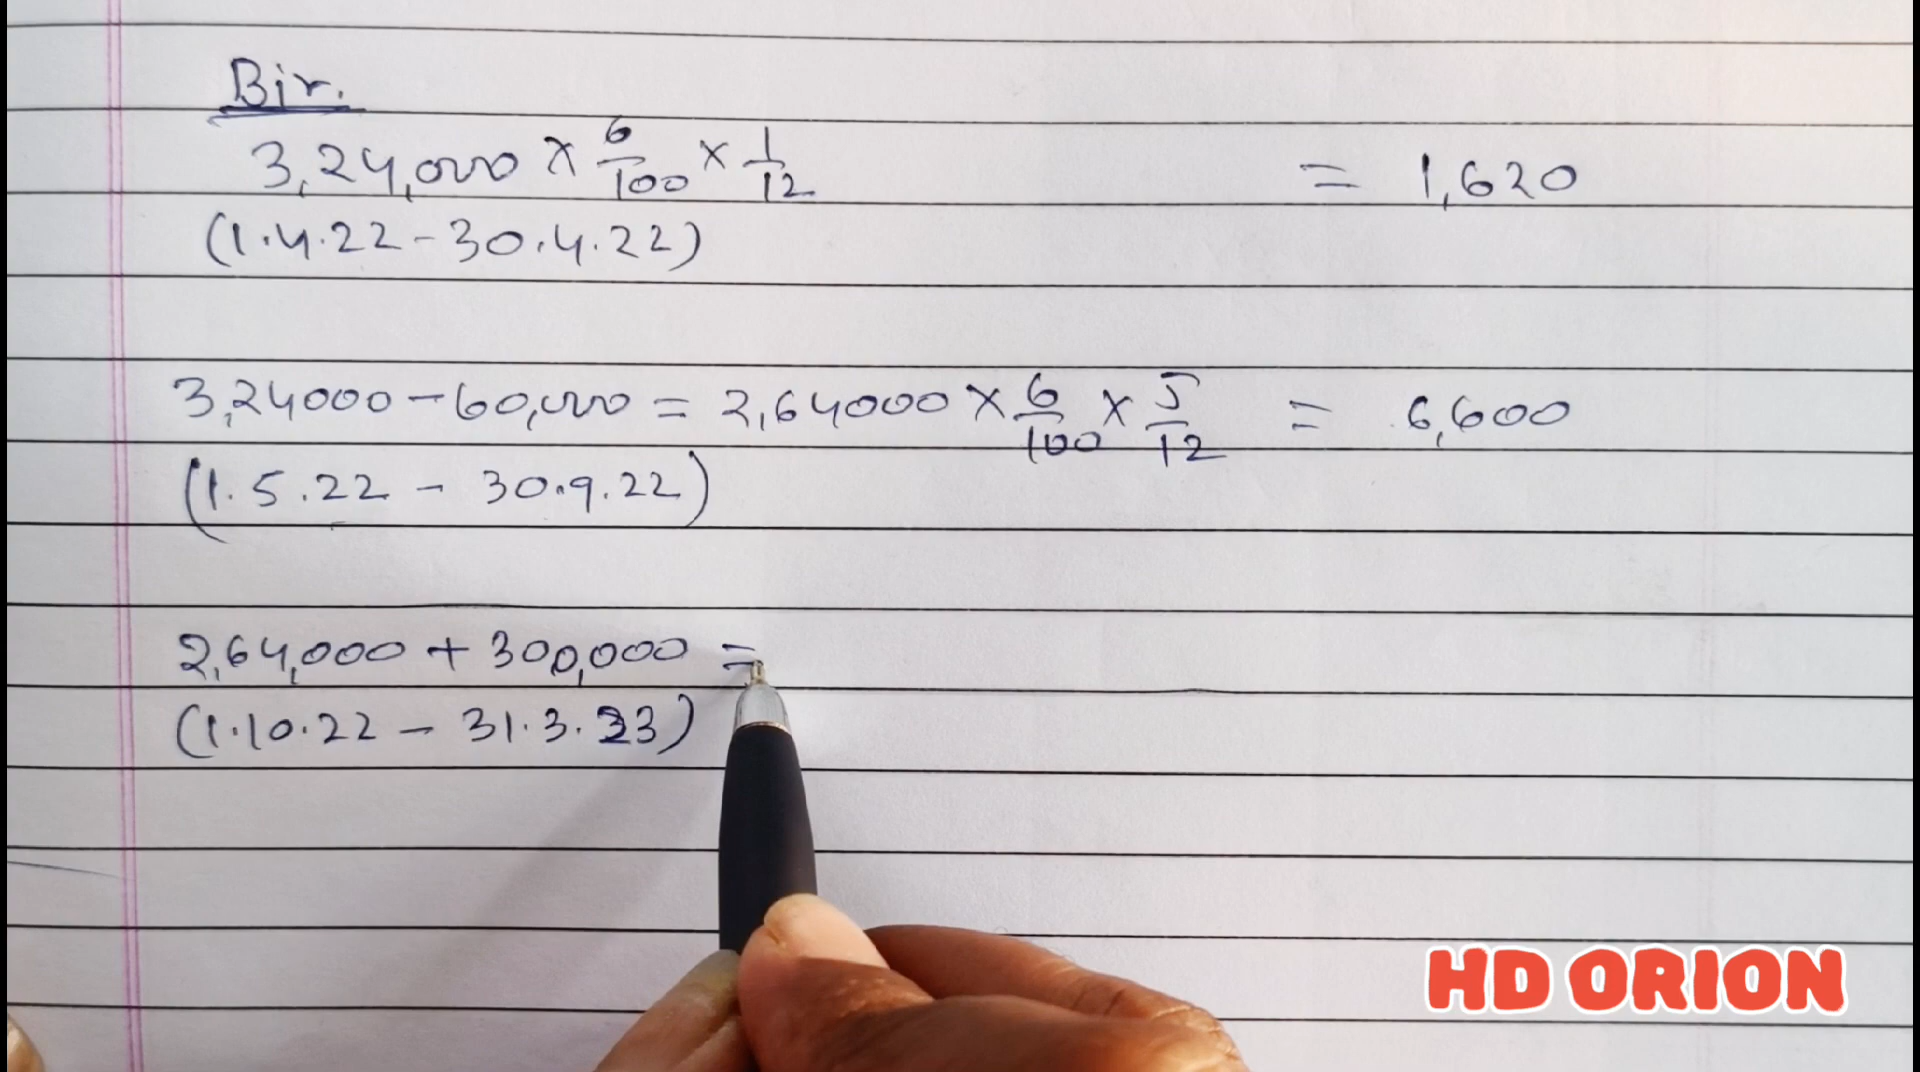 Bir.
3,24,000 × 6/100 × 1/12 = 1,620
(1.4.22 - 30.4.22)
3,24000 - 60,000 = 2,64000 × 6/100 × 5/12 = 6,600
(1.5.22 - 30.9.22)
2,64,000 + 300,000 =
(1.10.22 - 31.3.23)
HD ORION